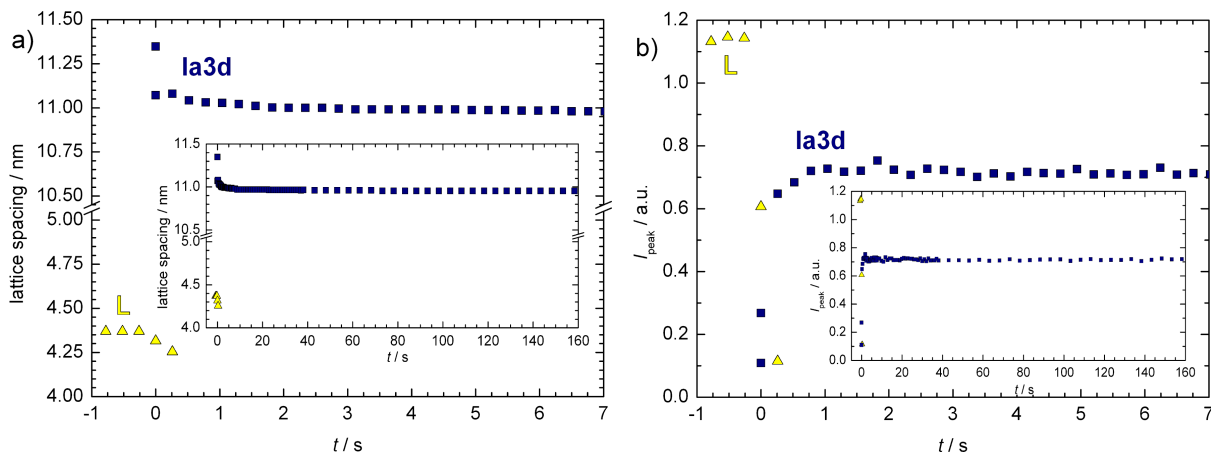 a)
11.50
11.25
11.00
10.75
10.50
5.00
4.75
4.50
4.25
4.00
lattice spacing / nm
Ia3d
L
-1 0 1 2 3 4 5 6 7
t / s
11.5
11.0
10.5
5.0
4.5
4.0
lattice spacing / nm
0 20 40 60 80 100 120 140 160
t / s
b)
1.2
1.0
0.8
0.6
0.4
0.2
0.0
Ipeak / a.u.
L
Ia3d
-1 0 1 2 3 4 5 6 7
t / s
1.2
1.0
0.8
0.6
0.4
0.2
0.0
Ipeak / a.u.
0 20 40 60 80 100 120 140 160
t / s